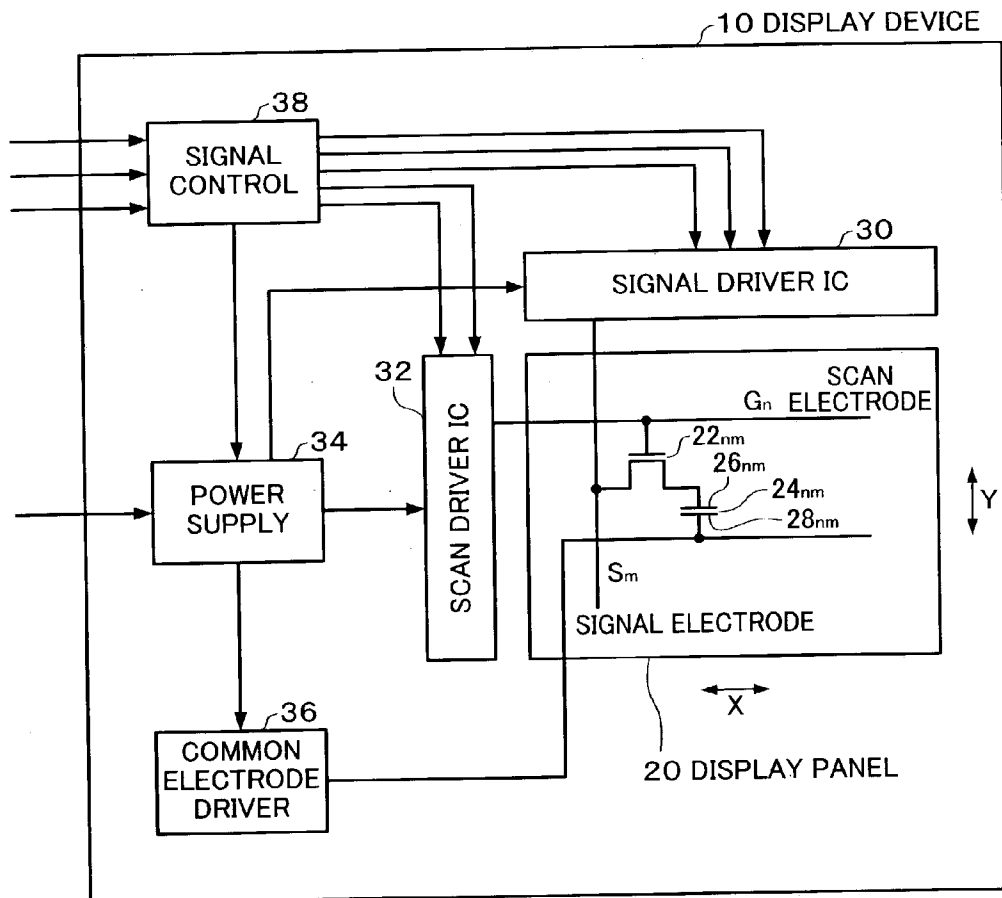 10 DISPLAY DEVICE
38
SIGNAL
CONTROL
30
SIGNAL DRIVER IC
32
SCAN DRIVER IC
SCAN
Gn ELECTRODE
22nm
26nm
24nm
28nm
Y
34
POWER
SUPPLY
Sm
SIGNAL ELECTRODE
X
36
COMMON
ELECTRODE
DRIVER
20 DISPLAY PANEL